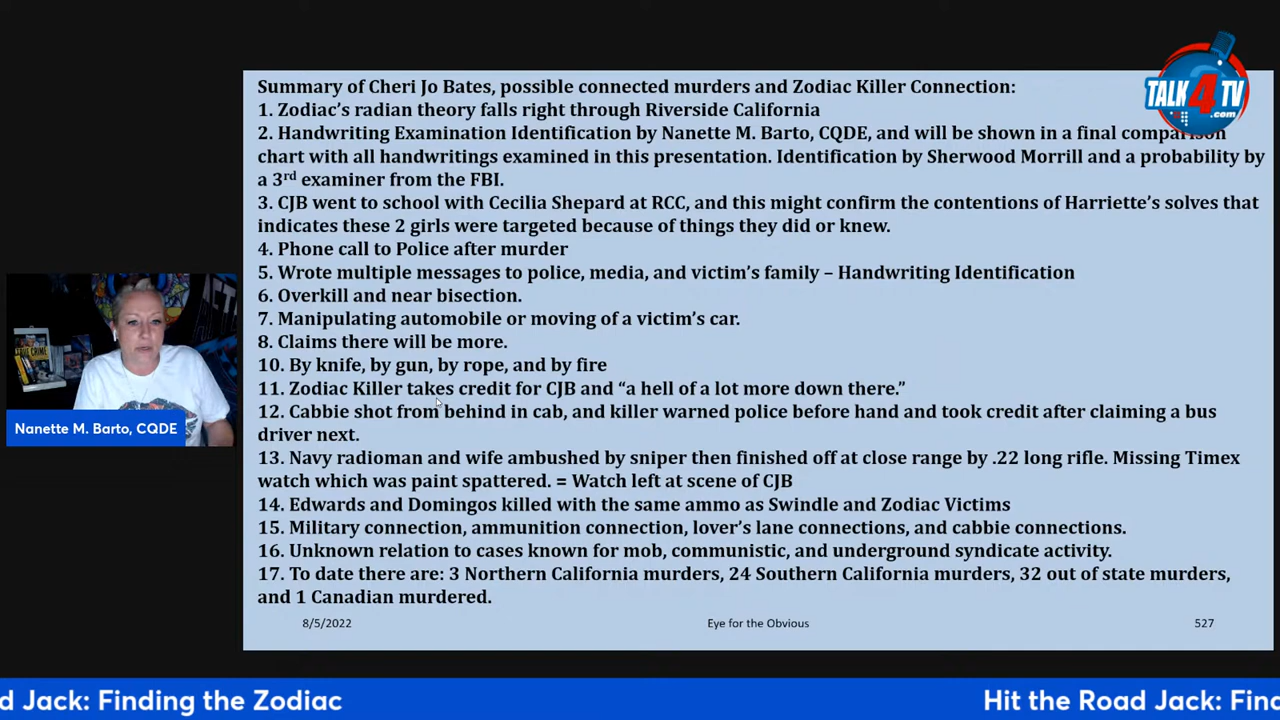 Summary of Cheri Jo Bates, possible connected murders and Zodiac Killer Connection:
1. Zodiac's radian theory falls right through Riverside California
2. Handwriting Examination Identification by Nanette M. Barto, CQDE, and will be shown in a final comparison
chart with all handwritings examined in this presentation. Identification by Sherwood Morrill and a probability by
a 3rd examiner from the FBI.
3. CJB went to school with Cecilia Shepard at RCC, and this might confirm the contentions of Harriette's solves that
indicates these 2 girls were targeted because of things they did or knew.
4. Phone call to Police after murder
5. Wrote multiple messages to police, media, and victim's family – Handwriting Identification
6. Overkill and near bisection.
7. Manipulating automobile or moving of a victim's car.
8. Claims there will be more.
10. By knife, by gun, by rope, and by fire
11. Zodiac Killer takes credit for CJB and “a hell of a lot more down there.”
12. Cabbie shot from behind in cab, and killer warned police before hand and took credit after claiming a bus
driver next.
13. Navy radioman and wife ambushed by sniper then finished off at close range by .22 long rifle. Missing Timex
watch which was paint spattered. = Watch left at scene of CJB
14. Edwards and Domingos killed with the same ammo as Swindle and Zodiac Victims
15. Military connection, ammunition connection, lover's lane connections, and cabbie connections.
16. Unknown relation to cases known for mob, communistic, and underground syndicate activity.
17. To date there are: 3 Northern California murders, 24 Southern California murders, 32 out of state murders,
and 1 Canadian murdered.
8/5/2022 Eye for the Obvious 527
TALK 4 TV
.com
Nanette M. Barto, CQDE
d Jack: Finding the Zodiac Hit the Road Jack: Find